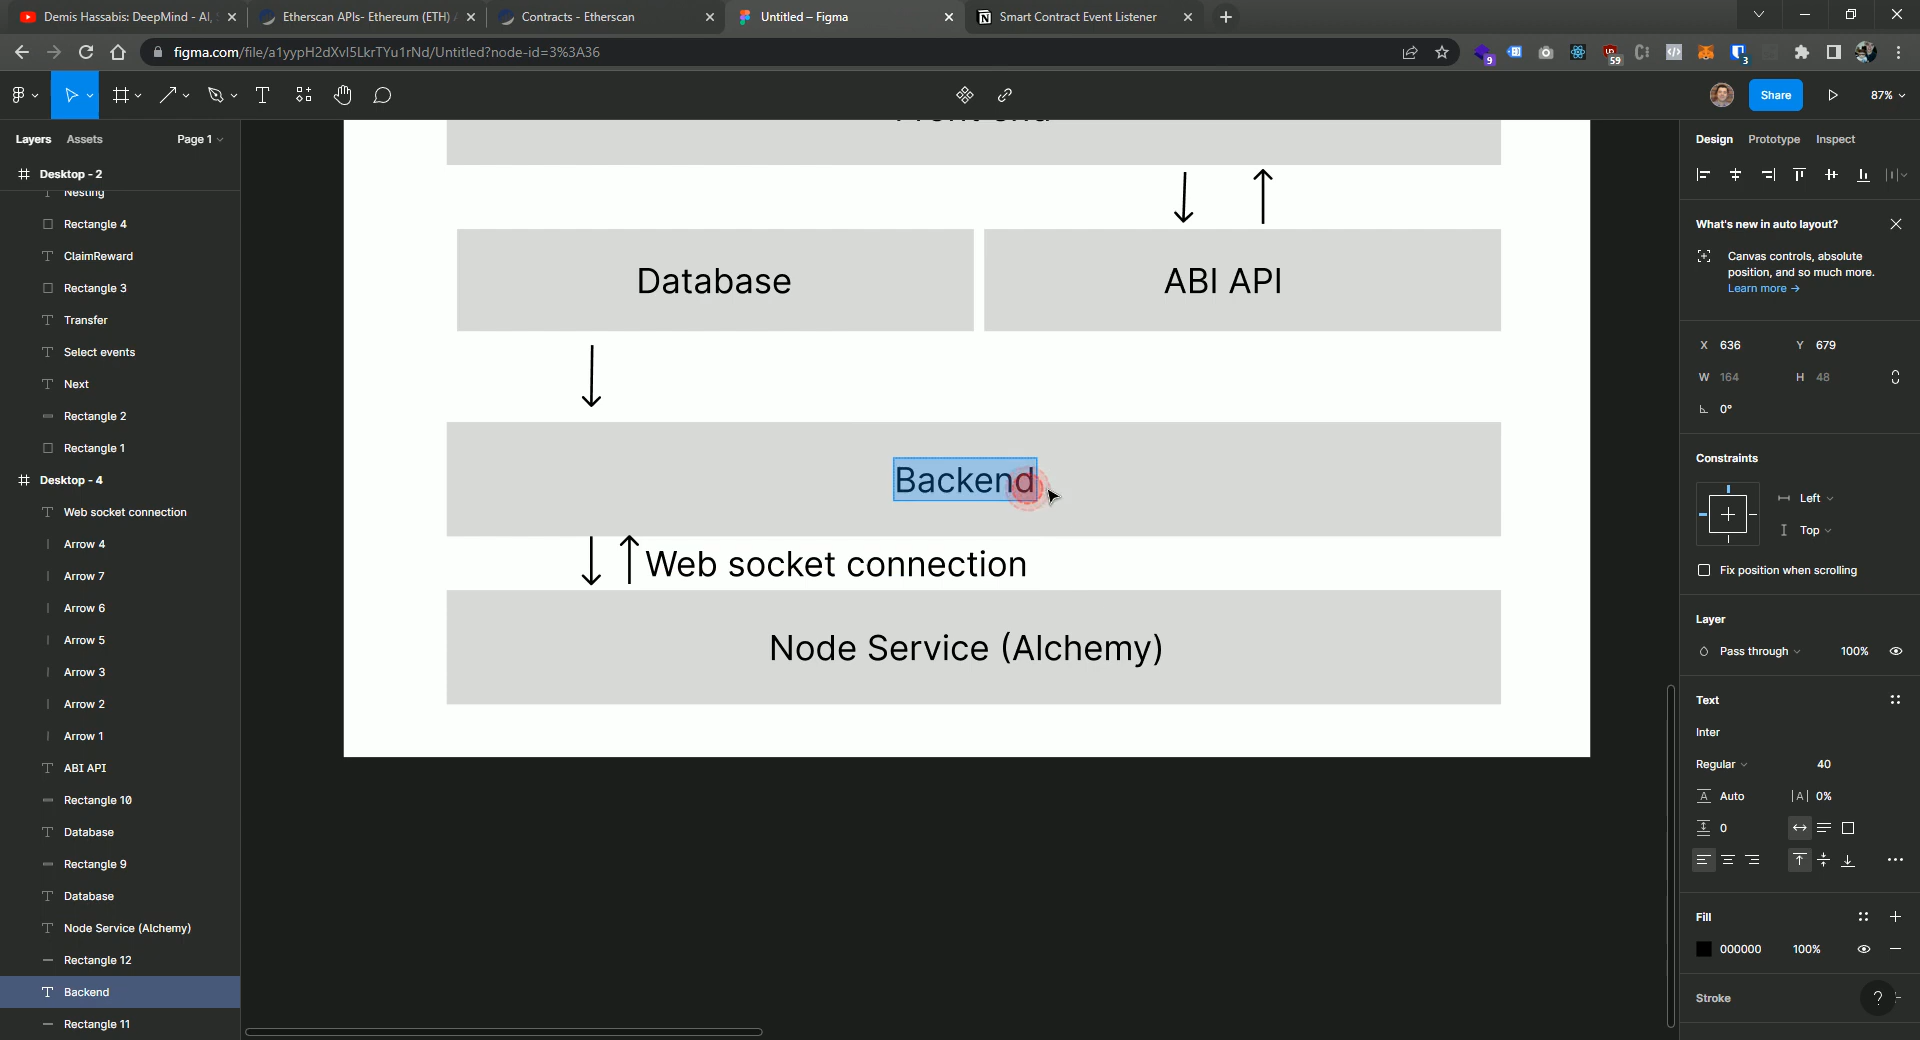 Demis Hassabis: DeepMind - AI,
Etherscan APIs- Ethereum (ETH)
Contracts - Etherscan
Untitled – Figma
Smart Contract Event Listener
figma.com/file/a1yypH2dXvI5LkrTYu1rNd/Untitled?node-id=3%3A36
9
59
3
Share
87%
Layers
Assets
Page 1
Desktop - 2
Nesting
Rectangle 4
ClaimReward
Rectangle 3
Transfer
Select events
Next
Rectangle 2
Rectangle 1
Desktop - 4
Web socket connection
Arrow 4
Arrow 7
Arrow 6
Arrow 5
Arrow 3
Arrow 2
Arrow 1
ABI API
Rectangle 10
Database
Rectangle 9
Database
Node Service (Alchemy)
Rectangle 12
Backend
Rectangle 11
Database
ABI API
Backend
Web socket connection
Node Service (Alchemy)
Design
Prototype
Inspect
What's new in auto layout?
Canvas controls, absolute
position, and so much more.
Learn more →
X 636
Y 679
W 164
H 48
0°
Constraints
Left
Top
Fix position when scrolling
Layer
Pass through
100%
Text
Inter
Regular
40
Auto
0%
0
Fill
000000
100%
Stroke
?